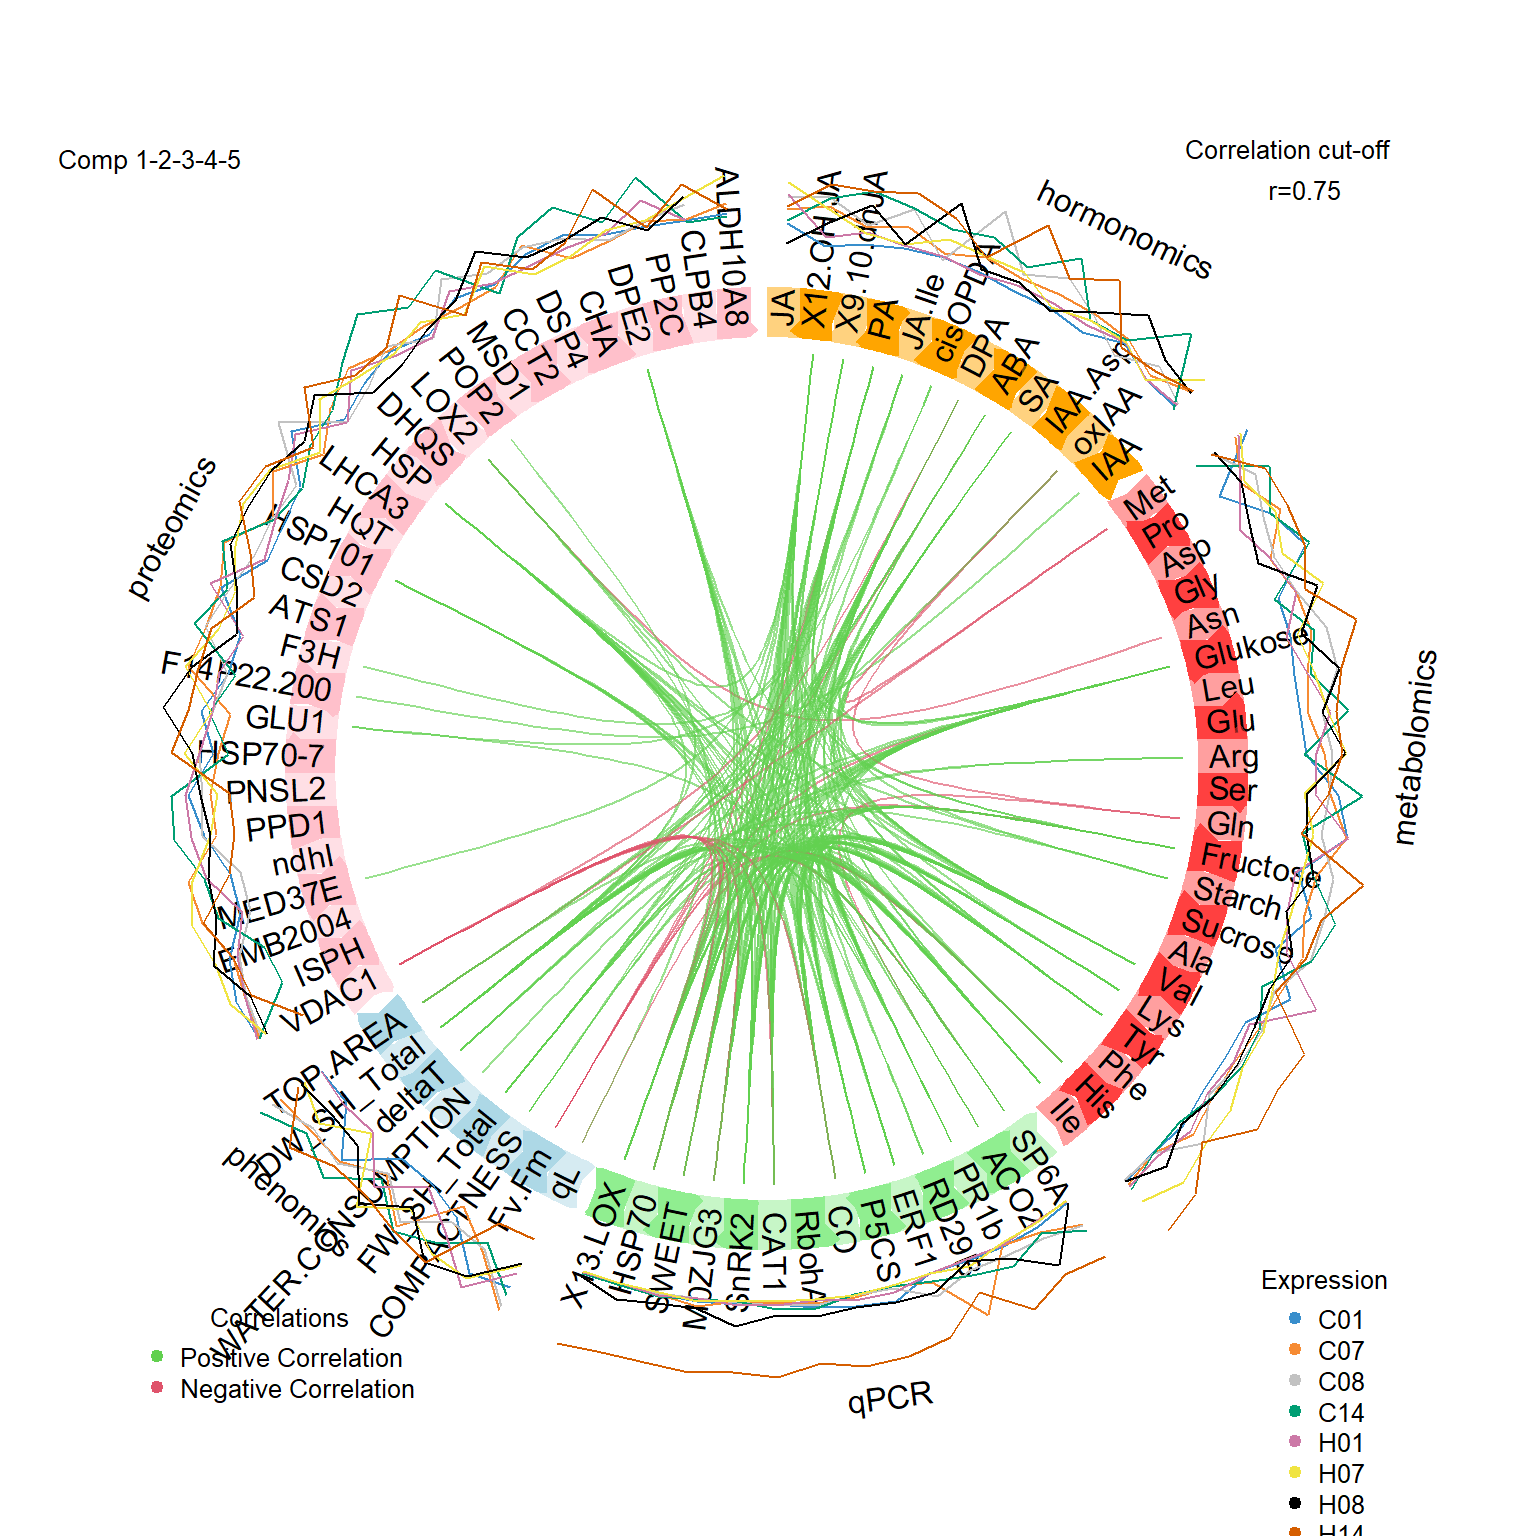 Comp 1-2-3-4-5
Correlation cut-off
r=0.75
hormonomics
JA
X12.OH.JA
X9.10.dhJA
PA
JA.Ile
cisOPDA
DPA
ABA
SA
IAA.Asp
oxIAA
IAA
metabolomics
Met
Pro
Asp
Gly
Asn
Glukose
Leu
Glu
Arg
Ser
Gln
Fructose
Starch
Sucrose
Ala
Val
Lys
Tyr
Phe
His
Ile
qPCR
SP6A
ACO2
PR1b
RD29B
ERF1
P5CS
CO
RbohA
CAT1
SnRK2
M0ZJG3
SWEET
HSP70
X13.LOX
phenomics
qL
Fv.Fm
COMPACTNESS
FW_SH_Total
WATER.CONSUMPTION
deltaT
DW_SH_Total
TOP.AREA
proteomics
VDAC1
ISPH
EMB2004
MED37E
ndhI
PPD1
PNSL2
HSP70-7
GLU1
F14P22.200
F3H
ATS1
CSD2
HSP101
HQT
LHCA3
HSP
DHQS
LOX2
POP2
MSD1
CCT2
DSP4
CHA
DPE2
PP2C
CLPB4
ALDH10A8
Correlations
Positive Correlation
Negative Correlation
Expression
C01
C07
C08
C14
H01
H07
H08
H14